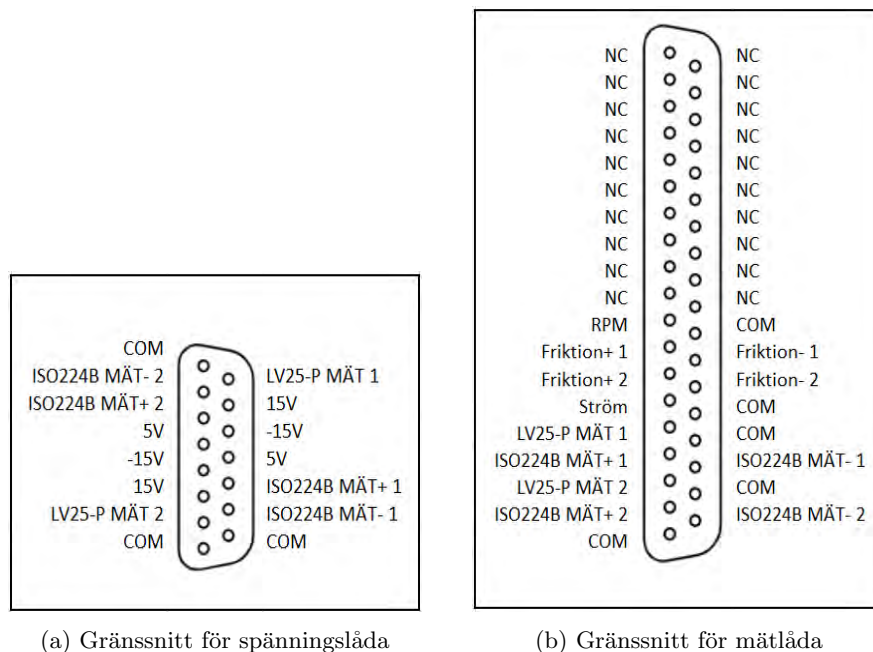 COM
ISO224B MÄT- 2
ISO224B MÄT+ 2
5V
-15V
15V
LV25-P MÄT 2
COM
LV25-P MÄT 1
15V
-15V
5V
ISO224B MÄT+ 1
ISO224B MÄT- 1
COM
(a) Gränssnitt för spänningslåda
NC
NC
NC
NC
NC
NC
NC
NC
NC
NC
RPM
Friktion+ 1
Friktion+ 2
Ström
LV25-P MÄT 1
ISO224B MÄT+ 1
LV25-P MÄT 2
ISO224B MÄT+ 2
COM
NC
NC
NC
NC
NC
NC
NC
NC
NC
NC
COM
Friktion- 1
Friktion- 2
COM
COM
ISO224B MÄT- 1
COM
ISO224B MÄT- 2
(b) Gränssnitt för mätlåda